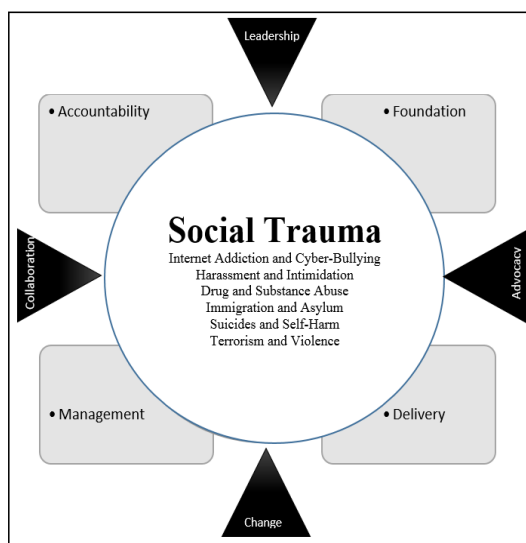 Leadership
• Accountability
• Foundation
Social Trauma
Internet Addiction and Cyber-Bullying
Harassment and Intimidation
Drug and Substance Abuse
Immigration and Asylum
Suicides and Self-Harm
Terrorism and Violence
Collaboration
Advocacy
• Management
• Delivery
Change